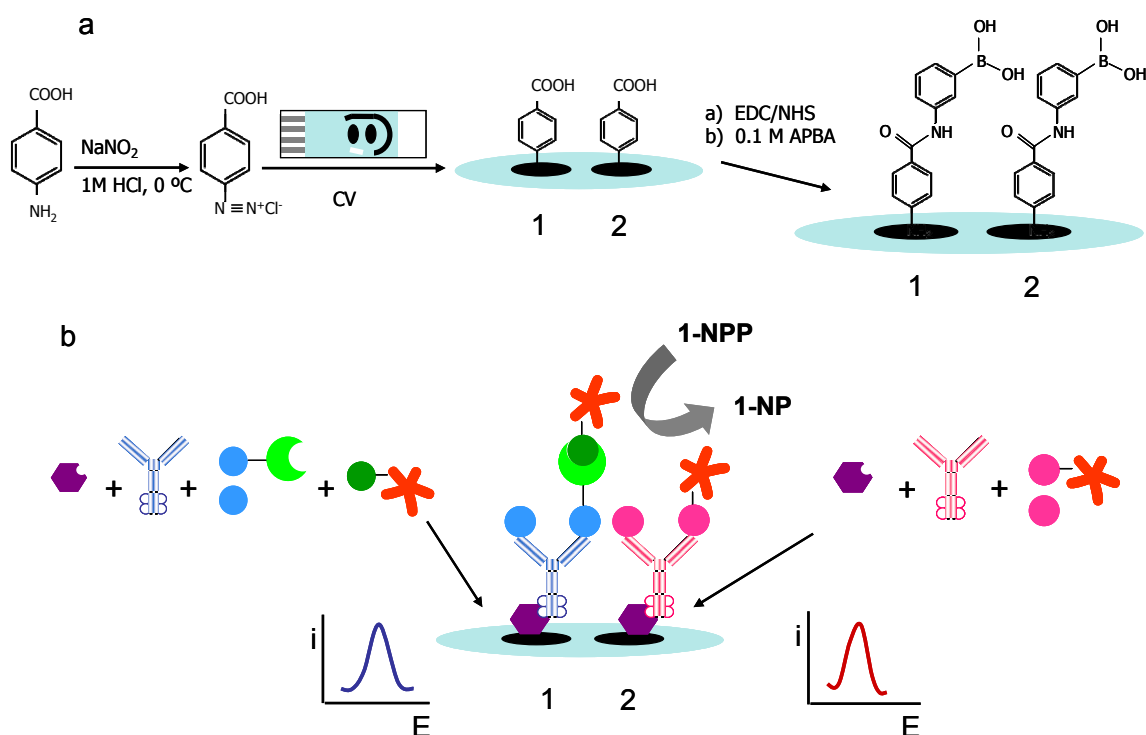 a
COOH
NH2
NaNO2
1M HCl, 0 ºC
COOH
N≡N+Cl-
CV
COOH
COOH
1
2
a) EDC/NHS
b) 0.1 M APBA
OH
B
OH
NH
O
OH
B
OH
NH
O
1
2
b
1-NPP
1-NP
+
+
+
+
+
i
E
1
2
i
E